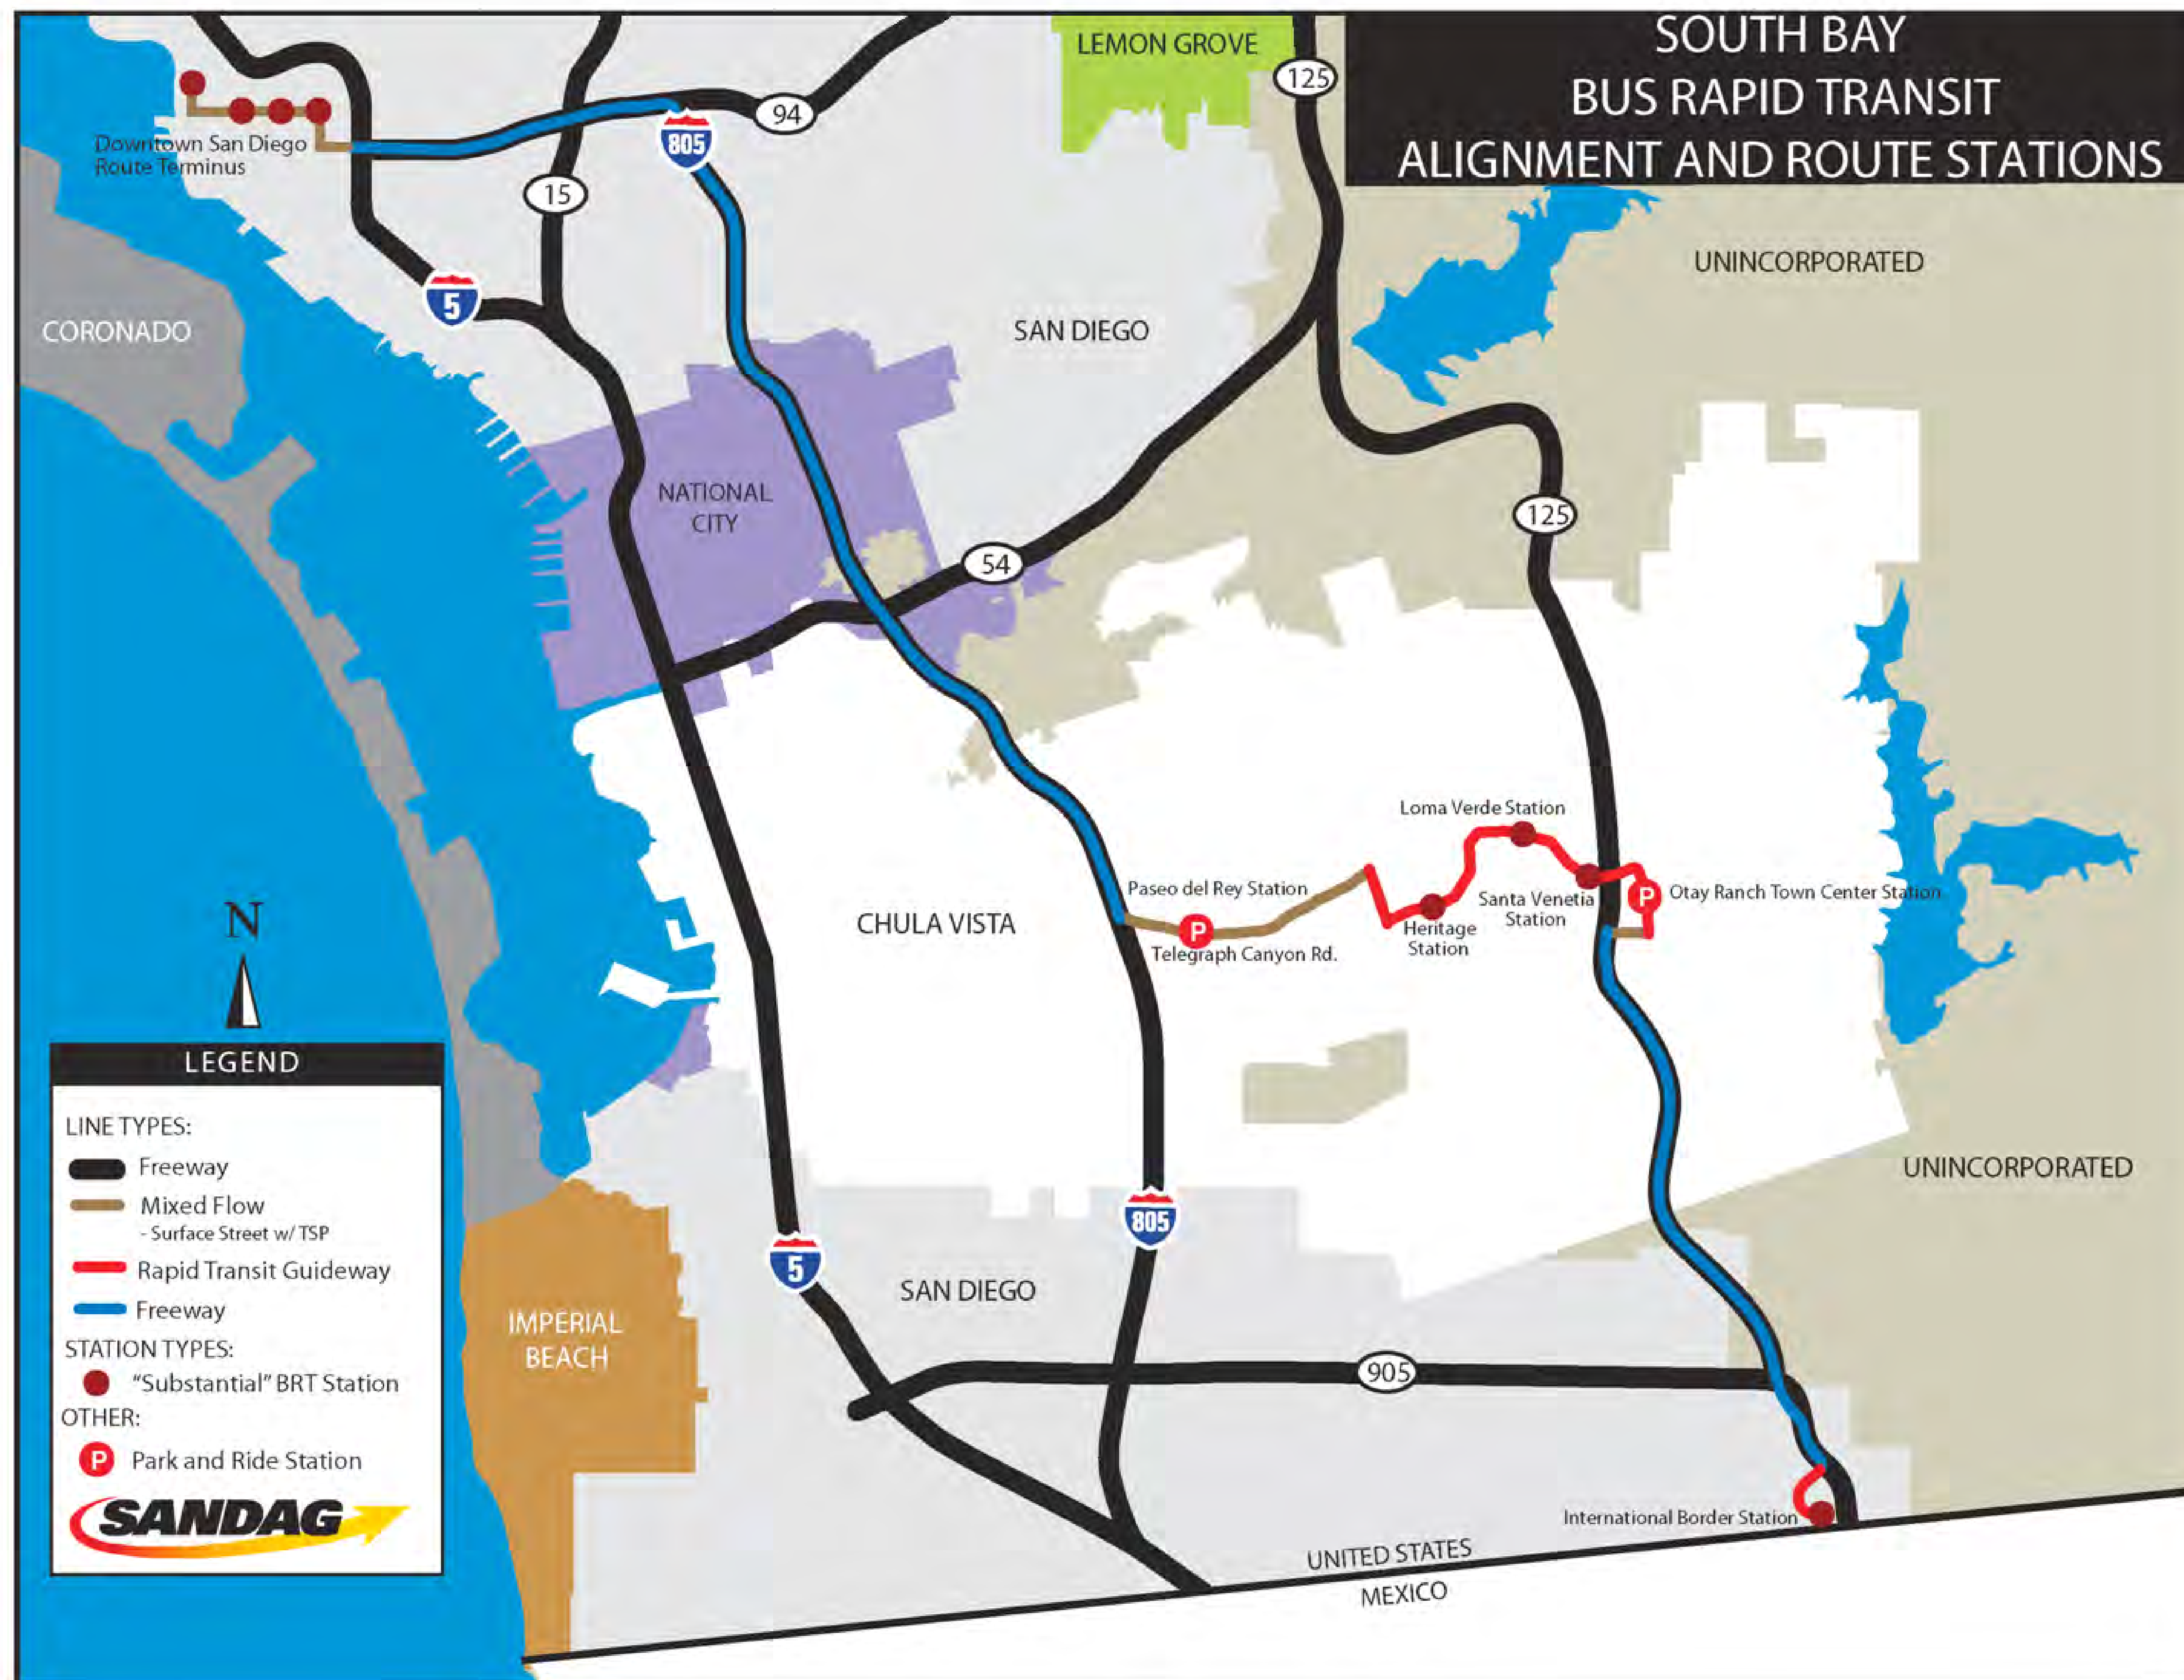 SOUTH BAY
BUS RAPID TRANSIT
ALIGNMENT AND ROUTE STATIONS
LEMON GROVE
125
94
805
Downtown San Diego
Route Terminus
15
UNINCORPORATED
5
CORONADO
SAN DIEGO
NATIONAL
CITY
125
54
Loma Verde Station
Paseo del Rey Station
P
Telegraph Canyon Rd.
Heritage
Station
Santa Venetia
Station
P
Otay Ranch Town Center Station
CHULA VISTA
N
UNINCORPORATED
805
5
SAN DIEGO
IMPERIAL
BEACH
905
International Border Station
UNITED STATES
MEXICO
LEGEND
LINE TYPES:
Freeway
Mixed Flow
- Surface Street w/ TSP
Rapid Transit Guideway
Freeway
STATION TYPES:
“Substantial” BRT Station
OTHER:
P Park and Ride Station
SANDAG